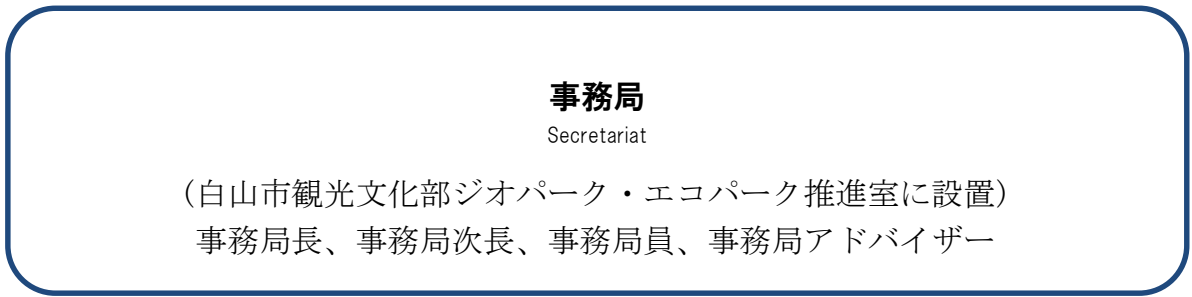 事務局
Secretariat
（白山市観光文化部ジオパーク・エコパーク推進室に設置）
事務局長、事務局次長、事務局員、事務局アドバイザー